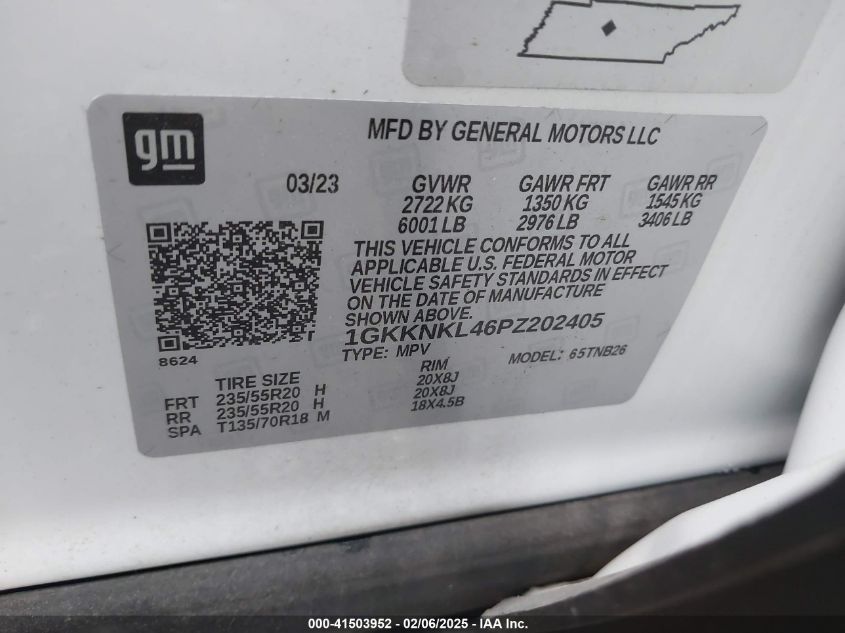 gm
MFD BY GENERAL MOTORS LLC
03/23
GVWR GAWR FRT GAWR RR
2722 KG 1350 KG 1545 KG
6001 LB 2976 LB 3406 LB
THIS VEHICLE CONFORMS TO ALL
APPLICABLE U.S. FEDERAL MOTOR
VEHICLE SAFETY STANDARDS IN EFFECT
ON THE DATE OF MANUFACTURE
SHOWN ABOVE.
1GKKNKL46PZ202405
8624
TYPE: MPV MODEL: 65TNB26
TIRE SIZE RIM
FRT 235/55R20 H 20X8J
RR 235/55R20 H 20X8J
SPA T135/70R18 M 18X4.5B
000-41503952 - 02/06/2025 - IAA Inc.